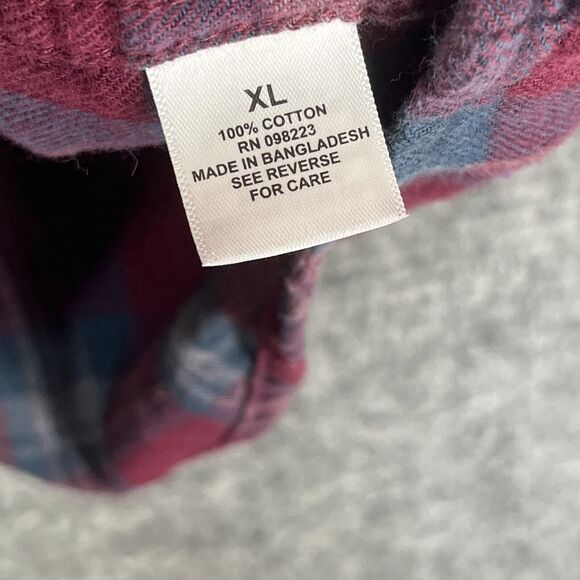 XL
100% COTTON
RN 098223
MADE IN BANGLADESH
SEE REVERSE
FOR CARE